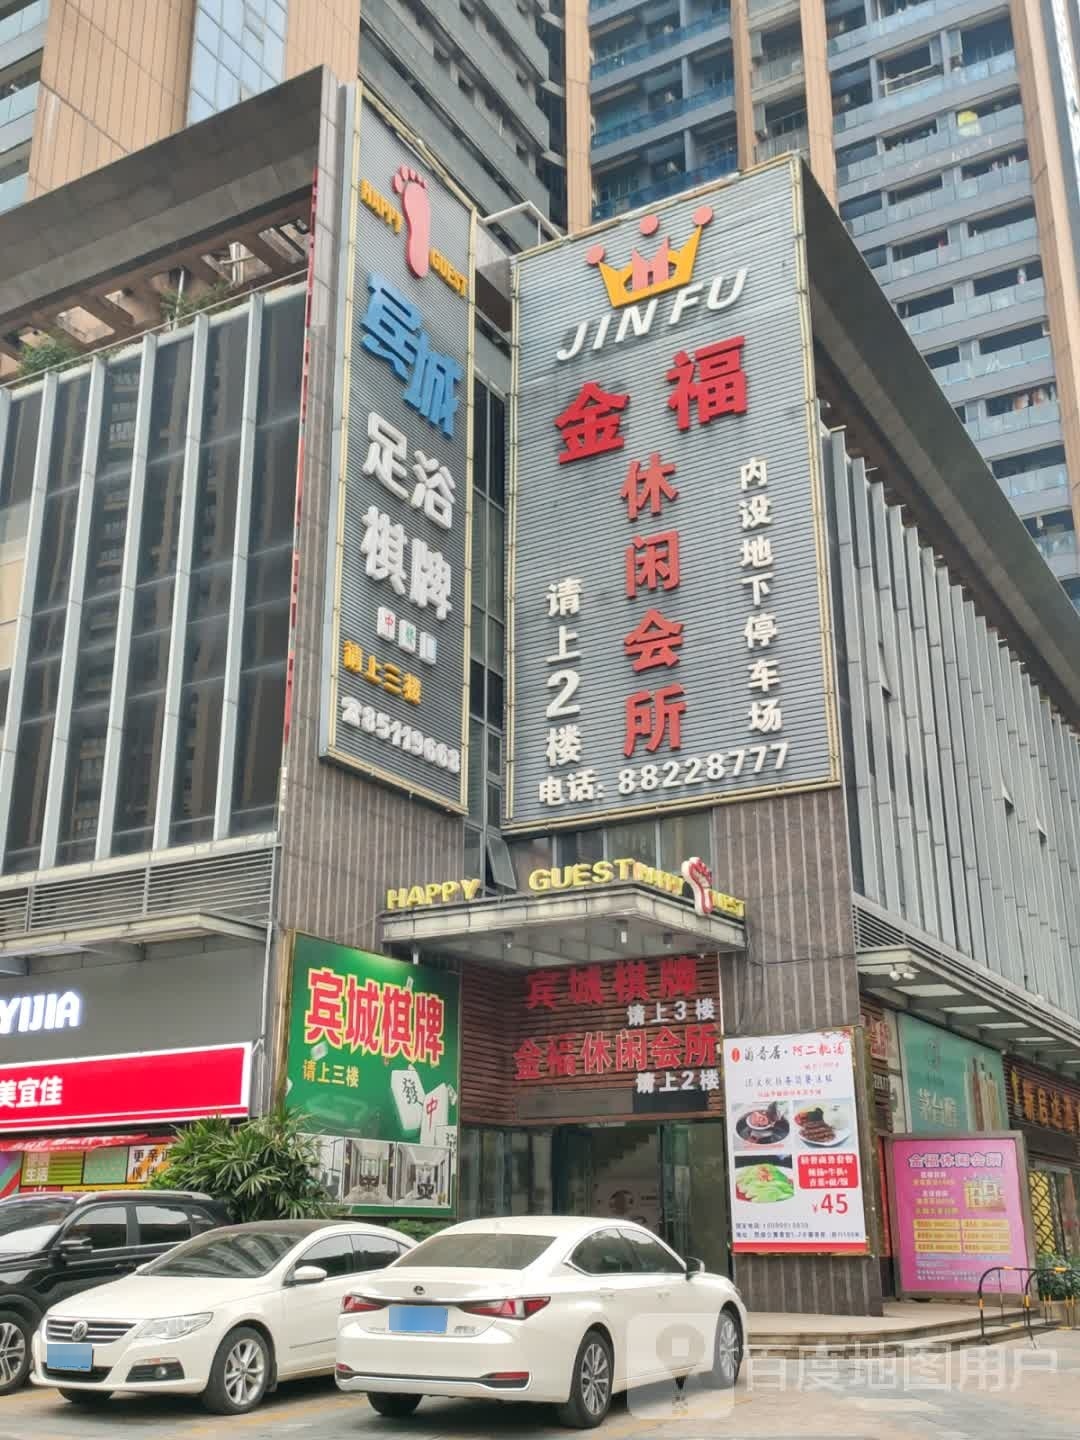 HAPPY GUEST
宾城
足浴
棋牌
中 發
请上三楼
☎85119668
JINFU
金福
休闲会所
内设地下停车场
请上2楼
电话: 88228777
HAPPY GUEST
宾城棋牌
请上3楼
金福休闲会所
请上2楼
宾城棋牌
请上三楼
發 中
YIJIA
美宜佳
生活
¥45
金福休闲会所
百度地图用户